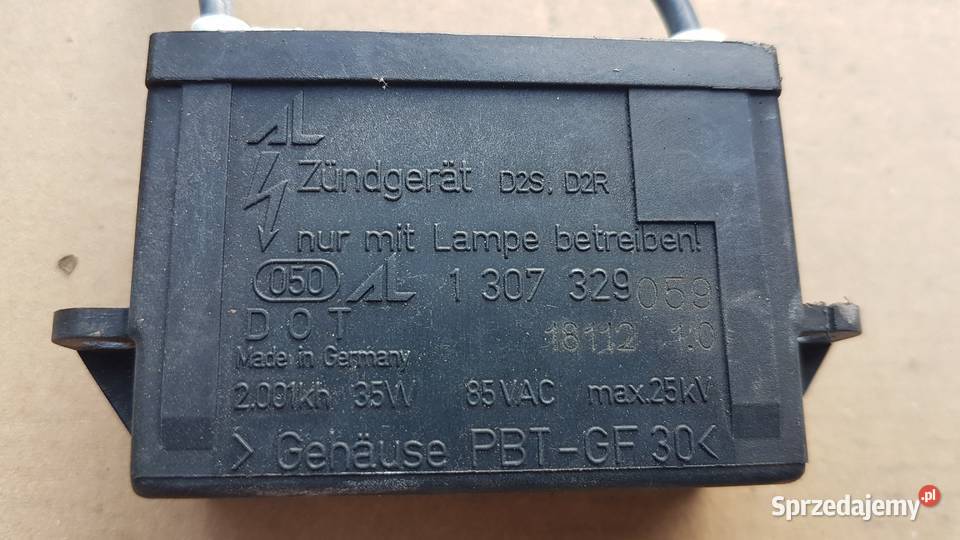 AL
Zündgerät D2S, D2R
nur mit Lampe betreiben!
050 AL 1 307 329 059
DOT 18112 1.0
Made in Germany
2.001kh 35W 85VAC max.25kV
>Gehäuse PBT-GF 30<
Sprzedajemy.pl